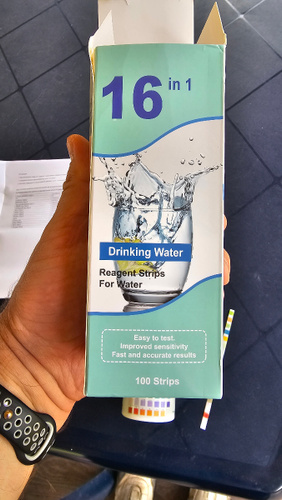 16 in 1
Drinking Water
Reagent Strips
For Water
Easy to test.
Improved sensitivity
Fast and accurate results
100 Strips